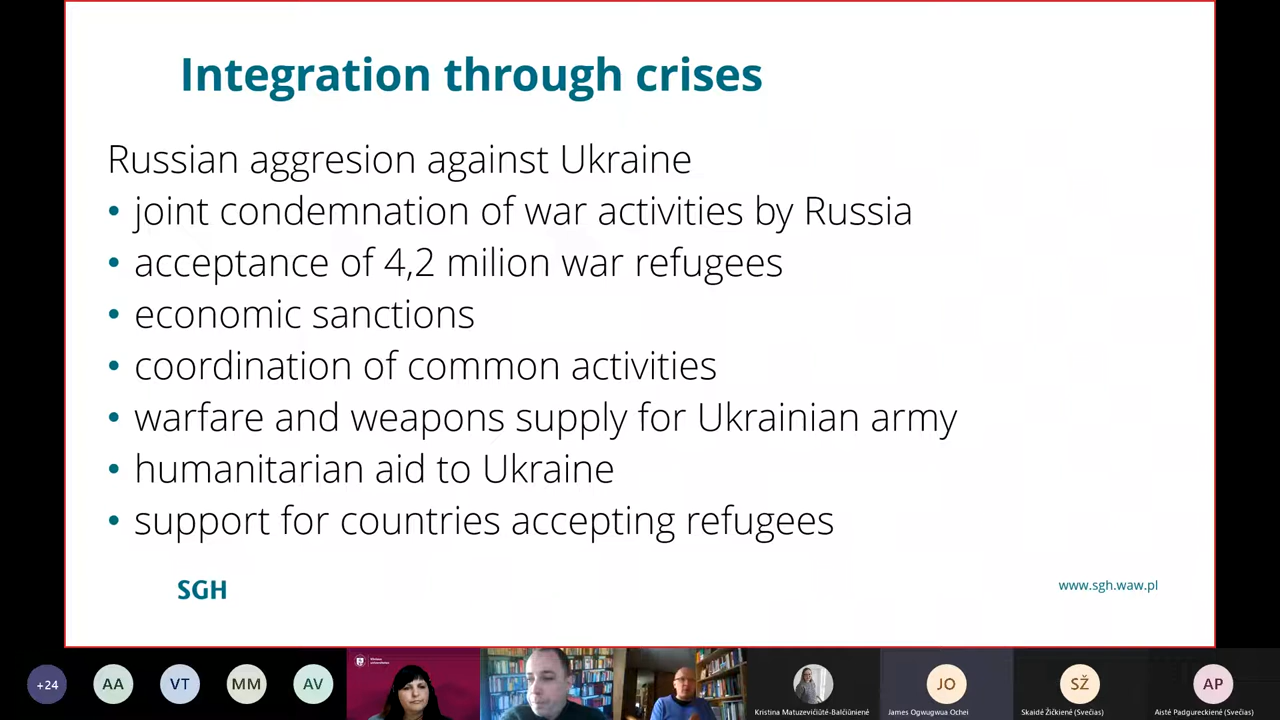 Integration through crises
Russian aggresion against Ukraine
• joint condemnation of war activities by Russia
• acceptance of 4,2 milion war refugees
• economic sanctions
• coordination of common activities
• warfare and weapons supply for Ukrainian army
• humanitarian aid to Ukraine
• support for countries accepting refugees
SGH
www.sgh.waw.pl
+24
AA
VT
MM
AV
JO
SŽ
AP
Kristina Matuzevičiūtė-Balčiūnienė
James Ogwugwua Ochei
Skaidė Žičkienė (Svečias)
Aistė Padgureckienė (Svečias)